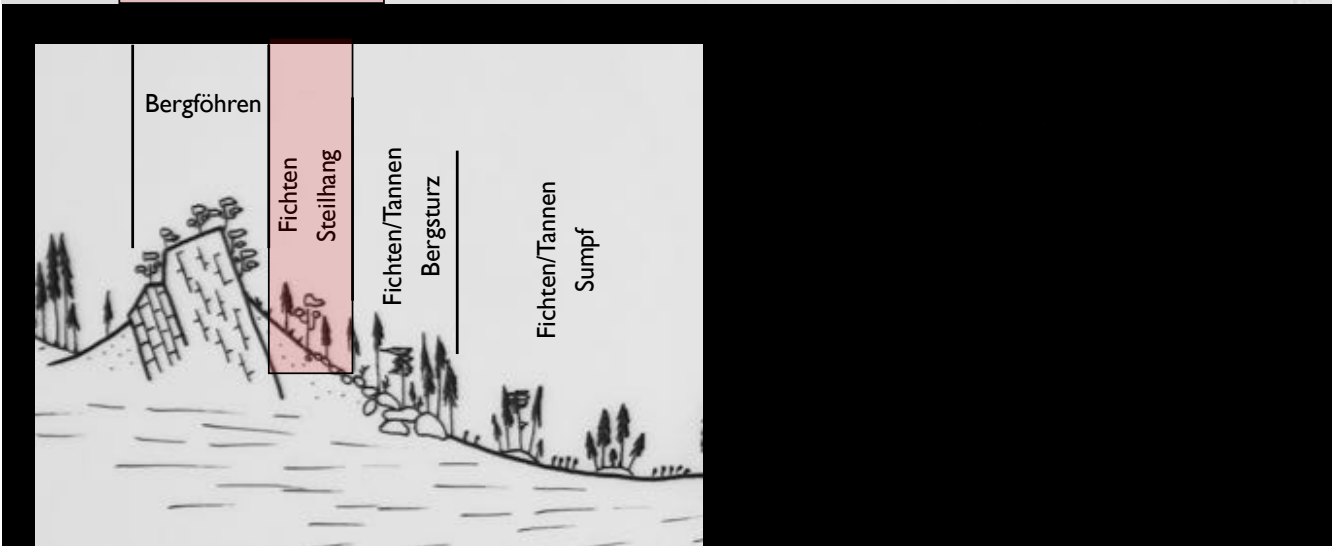 Bergföhren
Fichten
Steilhang
Fichten/Tannen
Bergsturz
Fichten/Tannen
Sumpf